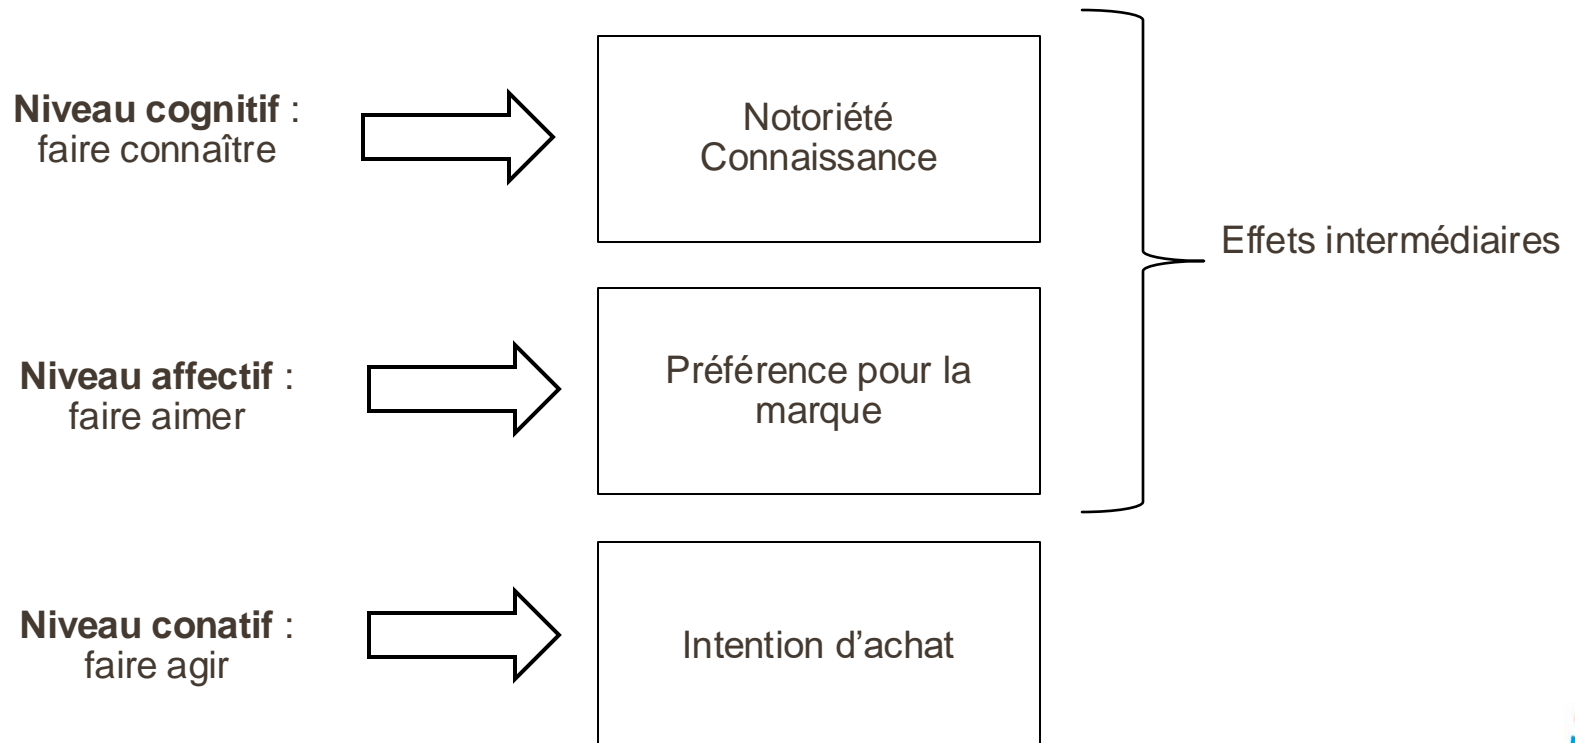 Niveau cognitif :
faire connaître
Notoriété
Connaissance
Effets intermédiaires
Niveau affectif :
faire aimer
Préférence pour la
marque
Niveau conatif :
faire agir
Intention d’achat